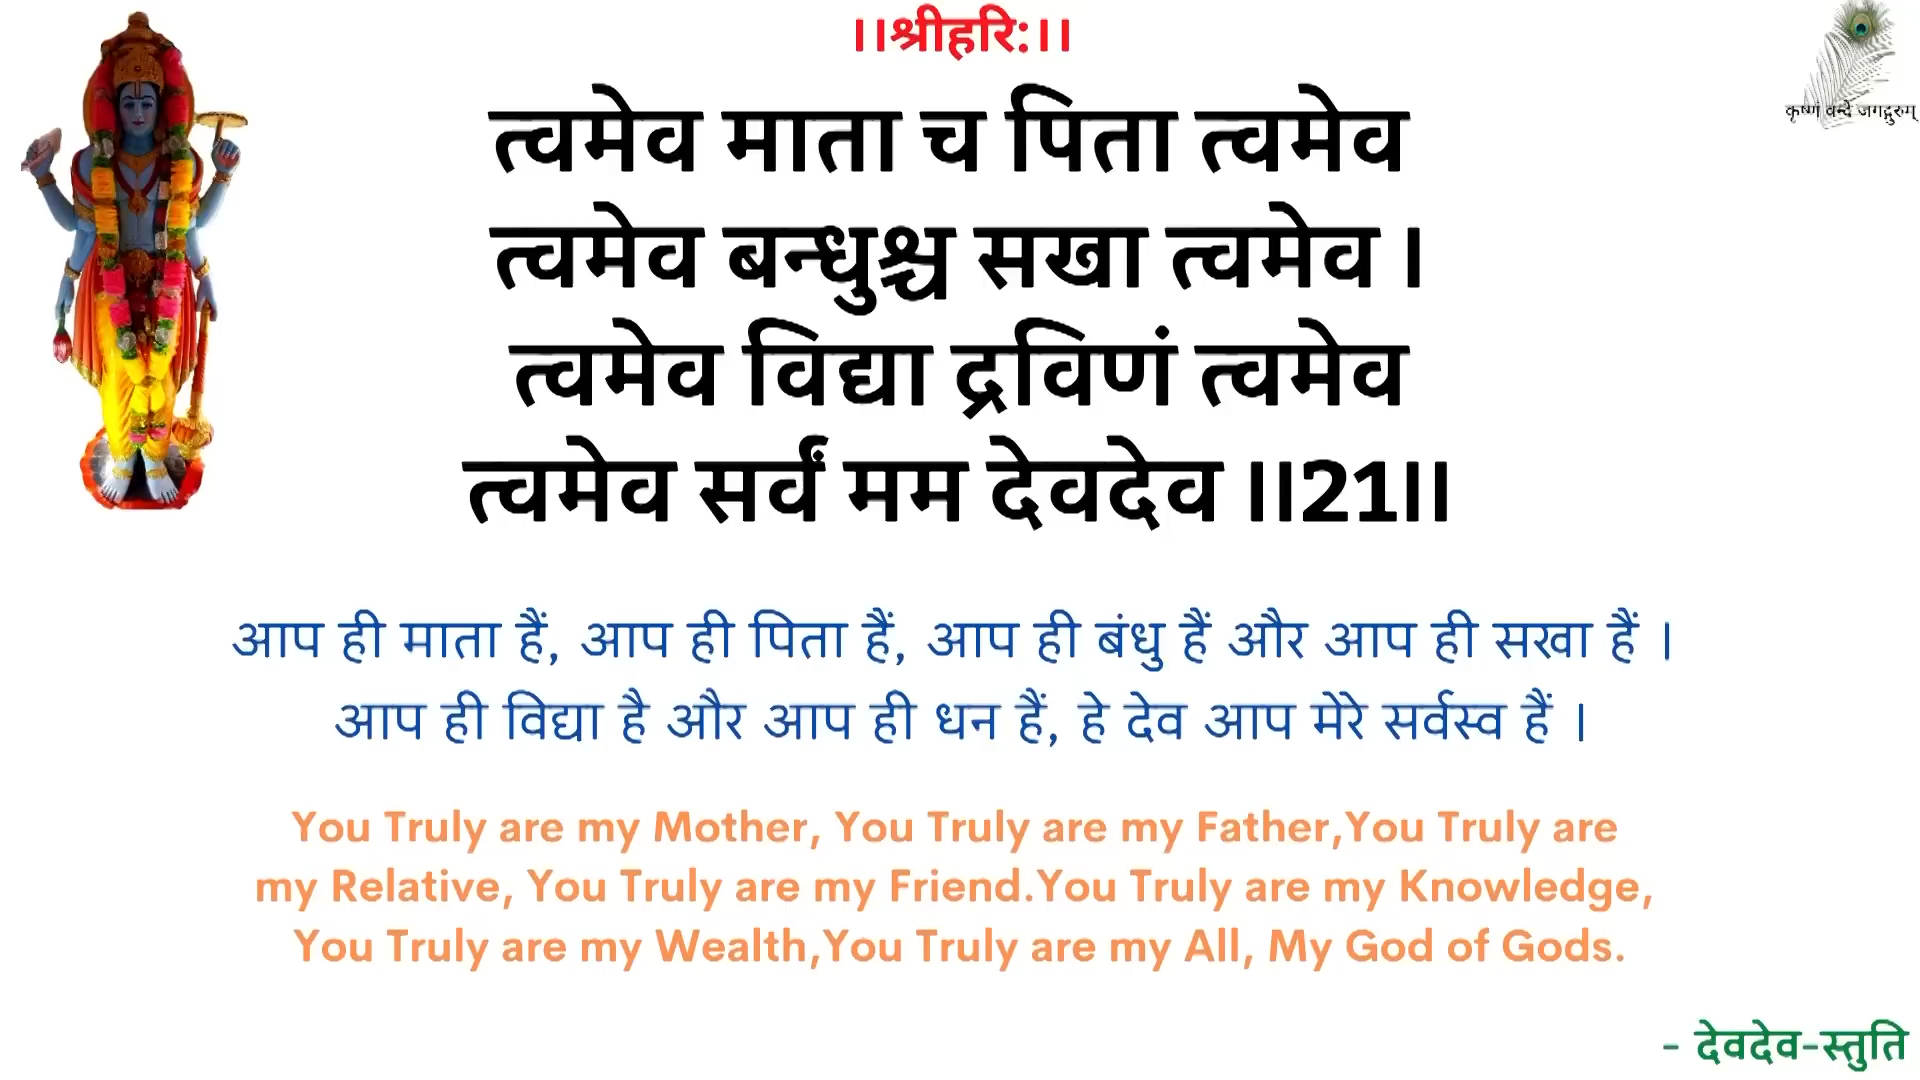 ।।श्रीहरि:।।
कृष्णं वन्दे जगद्गुरुम्
त्वमेव माता च पिता त्वमेव
त्वमेव बन्धुश्च सखा त्वमेव ।
त्वमेव विद्या द्रविणं त्वमेव
त्वमेव सर्वं मम देवदेव ।।21।।
आप ही माता हैं, आप ही पिता हैं, आप ही बंधु हैं और आप ही सखा हैं ।
आप ही विद्या है और आप ही धन हैं, हे देव आप मेरे सर्वस्व हैं ।
You Truly are my Mother, You Truly are my Father,You Truly are
my Relative, You Truly are my Friend.You Truly are my Knowledge,
You Truly are my Wealth,You Truly are my All, My God of Gods.
- देवदेव-स्तुति